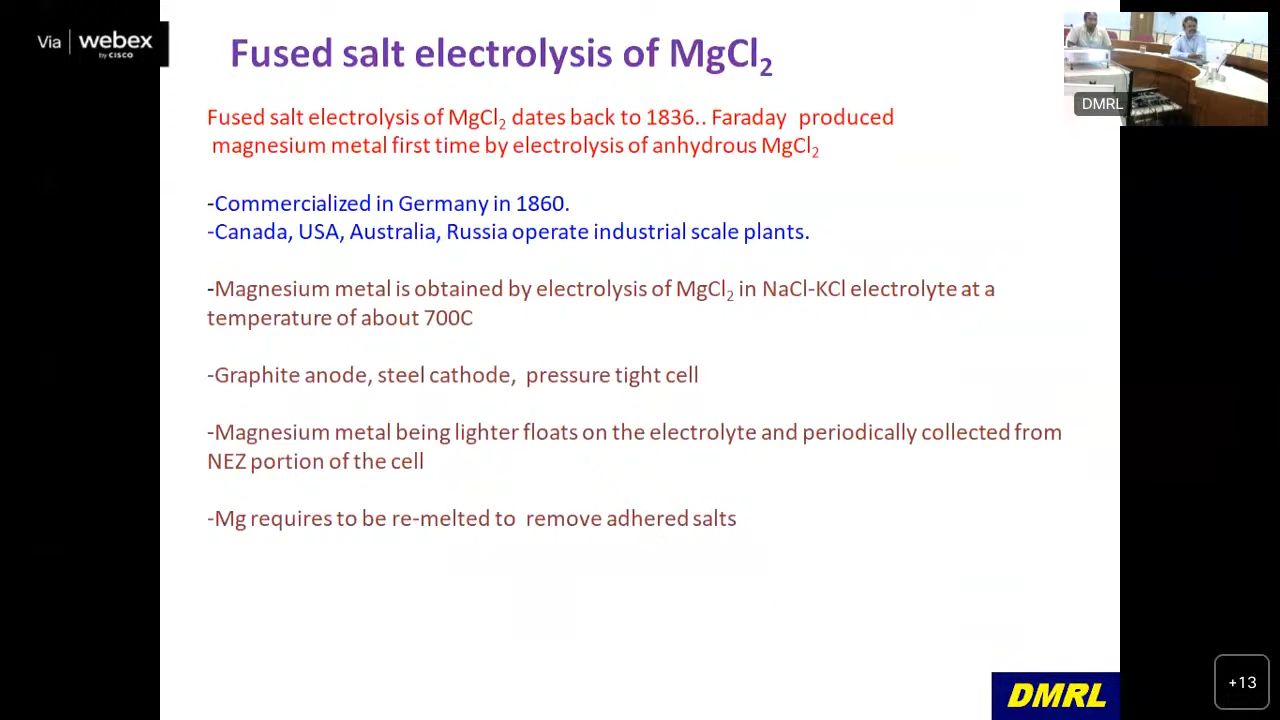 Via webex
by CISCO
Fused salt electrolysis of MgCl₂
DMRL
Fused salt electrolysis of MgCl₂ dates back to 1836.. Faraday produced
magnesium metal first time by electrolysis of anhydrous MgCl₂
-Commercialized in Germany in 1860.
-Canada, USA, Australia, Russia operate industrial scale plants.
-Magnesium metal is obtained by electrolysis of MgCl₂ in NaCl-KCl electrolyte at a
temperature of about 700C
-Graphite anode, steel cathode, pressure tight cell
-Magnesium metal being lighter floats on the electrolyte and periodically collected from
NEZ portion of the cell
-Mg requires to be re-melted to remove adhered salts
DMRL
+13